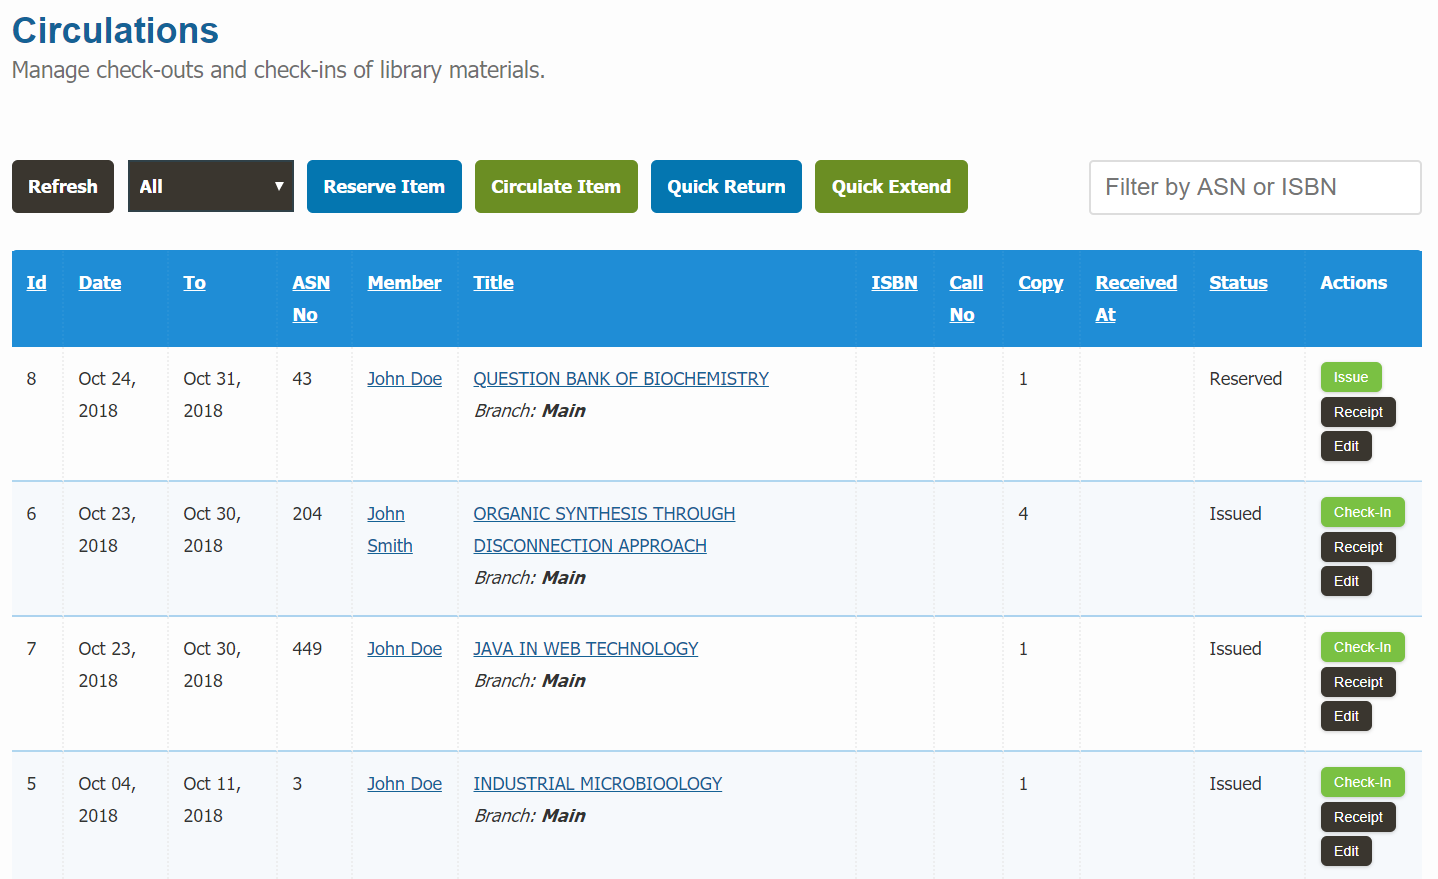 Circulations
Manage check-outs and check-ins of library materials.
Refresh All Reserve Item Circulate Item Quick Return Quick Extend Filter by ASN or ISBN
Id Date To ASN Member Title ISBN Call Copy Received Status Actions
No No At
8 Oct 24, Oct 31, 43 John Doe QUESTION BANK OF BIOCHEMISTRY 1 Reserved Issue
2018 2018 Branch: Main Receipt
Edit
6 Oct 23, Oct 30, 204 John ORGANIC SYNTHESIS THROUGH 4 Issued Check-In
2018 2018 Smith DISCONNECTION APPROACH Receipt
Branch: Main Edit
7 Oct 23, Oct 30, 449 John Doe JAVA IN WEB TECHNOLOGY 1 Issued Check-In
2018 2018 Branch: Main Receipt
Edit
5 Oct 04, Oct 11, 3 John Doe INDUSTRIAL MICROBIOOLOGY 1 Issued Check-In
2018 2018 Branch: Main Receipt
Edit